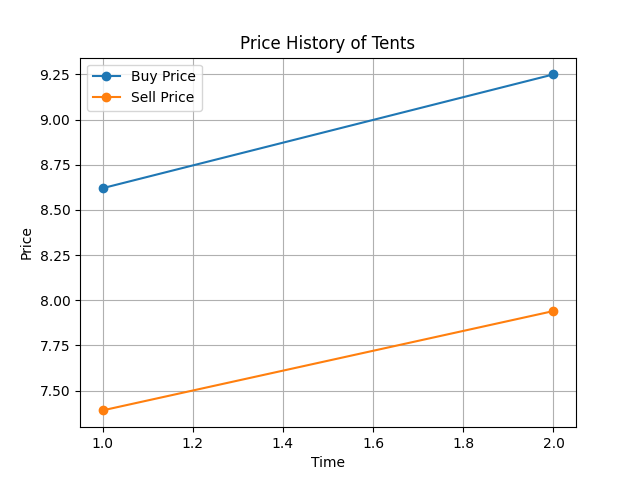 Price History of Tents
Buy Price
Sell Price
9.25
9.00
8.75
8.50
8.25
8.00
7.75
7.50
Price
1.0 1.2 1.4 1.6 1.8 2.0
Time